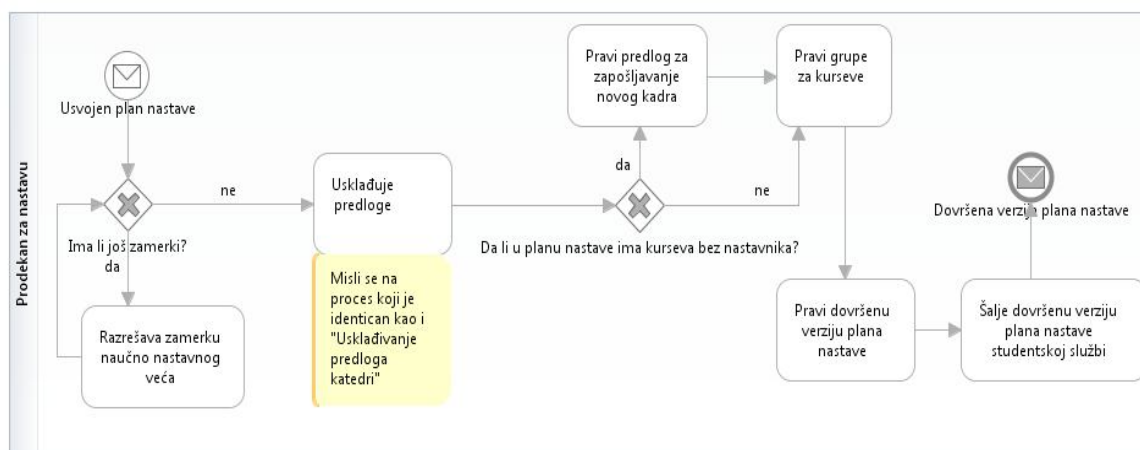 Prodekan za nastavu
Usvojen plan nastave
Ima li još zamerki?
da
ne
Razrešava zamerku
naučno nastavnog
veća
Usklađuje
predloge
Misli se na
proces koji je
identican kao i
"Usklađivanje
predloga
katedri"
Da li u planu nastave ima kurseva bez nastavnika?
da
ne
Pravi predlog za
zapošljavanje
novog kadra
Pravi grupe
za kurseve
Pravi dovršenu
verziju plana
nastave
Šalje dovršenu verziju
plana nastave
studentskoj službi
Dovršena verzija plana nastave